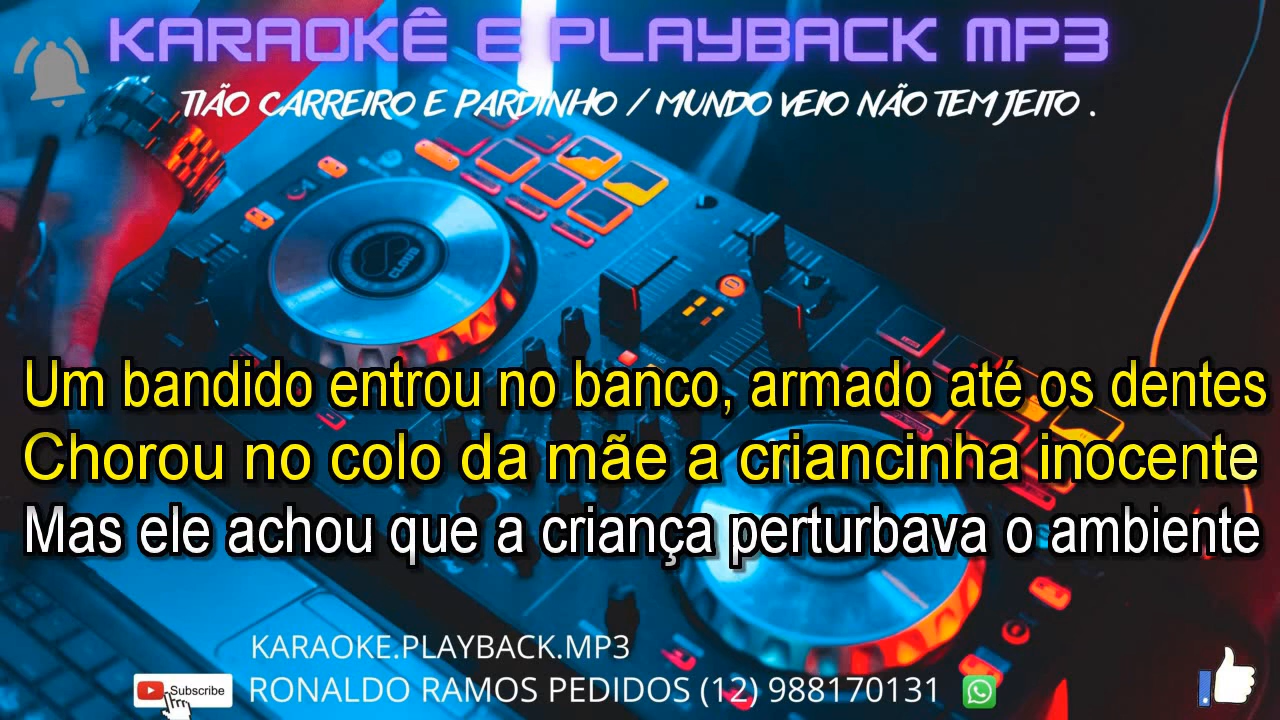 KARAOKÊ E PLAYBACK MP3
TIÃO CARREIRO E PARDINHO / MUNDO VEIO NÃO TEM JEITO .
CLOUD
Um bandido entrou no banco, armado até os dentes
Chorou no colo da mãe a criancinha inocente
Mas ele achou que a criança perturbava o ambiente
KARAOKE.PLAYBACK.MP3
Subscribe RONALDO RAMOS PEDIDOS (12) 988170131